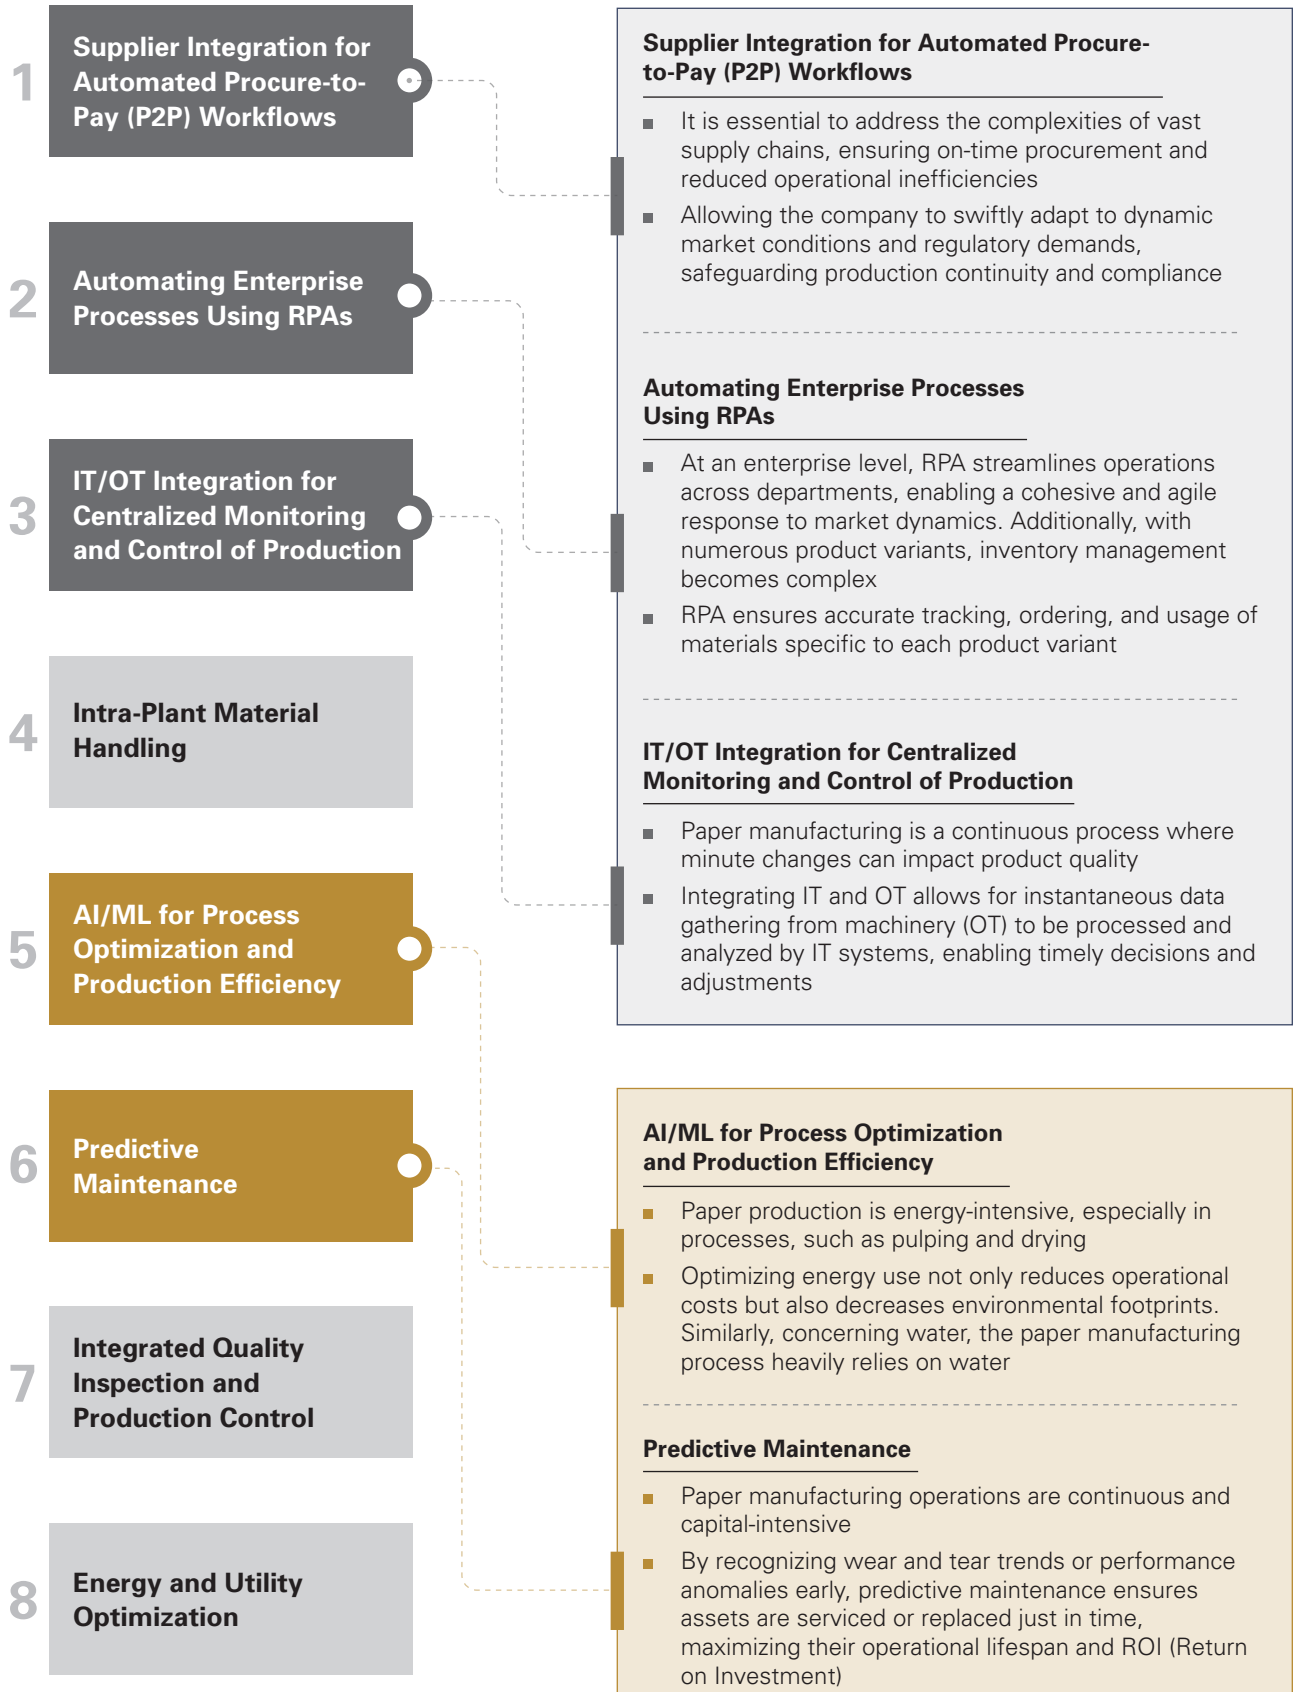 1
Supplier Integration for
Automated Procure-to-
Pay (P2P) Workflows
2
Automating Enterprise
Processes Using RPAs
3
IT/OT Integration for
Centralized Monitoring
and Control of Production
4
Intra-Plant Material
Handling
5
AI/ML for Process
Optimization and
Production Efficiency
6
Predictive
Maintenance
7
Integrated Quality
Inspection and
Production Control
8
Energy and Utility
Optimization
Supplier Integration for Automated Procure-
to-Pay (P2P) Workflows
It is essential to address the complexities of vast
supply chains, ensuring on-time procurement and
reduced operational inefficiencies
Allowing the company to swiftly adapt to dynamic
market conditions and regulatory demands,
safeguarding production continuity and compliance
Automating Enterprise Processes
Using RPAs
At an enterprise level, RPA streamlines operations
across departments, enabling a cohesive and agile
response to market dynamics. Additionally, with
numerous product variants, inventory management
becomes complex
RPA ensures accurate tracking, ordering, and usage of
materials specific to each product variant
IT/OT Integration for Centralized
Monitoring and Control of Production
Paper manufacturing is a continuous process where
minute changes can impact product quality
Integrating IT and OT allows for instantaneous data
gathering from machinery (OT) to be processed and
analyzed by IT systems, enabling timely decisions and
adjustments
AI/ML for Process Optimization
and Production Efficiency
Paper production is energy-intensive, especially in
processes, such as pulping and drying
Optimizing energy use not only reduces operational
costs but also decreases environmental footprints.
Similarly, concerning water, the paper manufacturing
process heavily relies on water
Predictive Maintenance
Paper manufacturing operations are continuous and
capital-intensive
By recognizing wear and tear trends or performance
anomalies early, predictive maintenance ensures
assets are serviced or replaced just in time,
maximizing their operational lifespan and ROI (Return
on Investment)